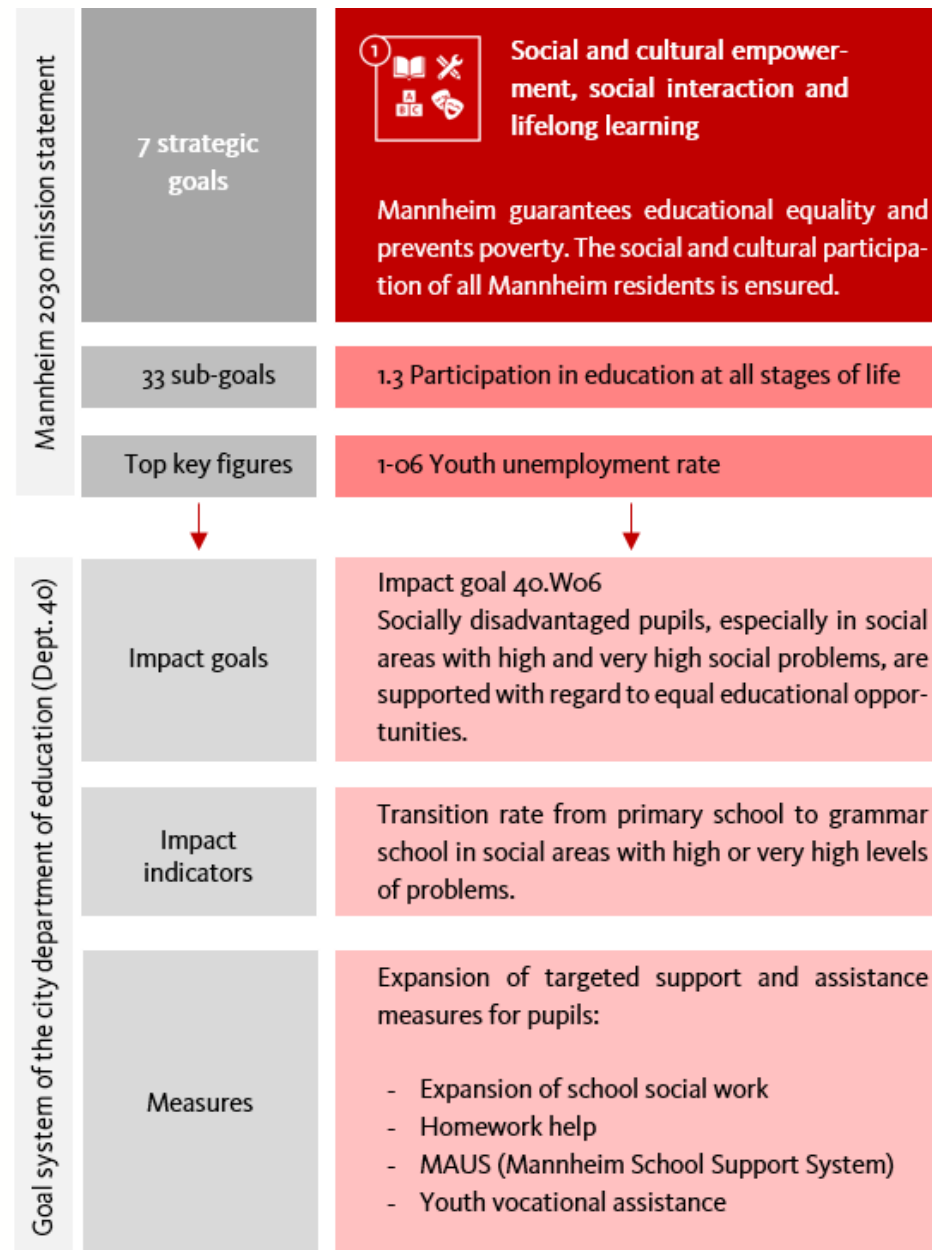 Mannheim 2030 mission statement
7 strategic
goals
1
A
B C
Social and cultural empower-
ment, social interaction and
lifelong learning
Mannheim guarantees educational equality and
prevents poverty. The social and cultural participa-
tion of all Mannheim residents is ensured.
33 sub-goals
1.3 Participation in education at all stages of life
Top key figures
1-06 Youth unemployment rate
Goal system of the city department of education (Dept. 40)
Impact goals
Impact goal 40.W06
Socially disadvantaged pupils, especially in social
areas with high and very high social problems, are
supported with regard to equal educational oppor-
tunities.
Impact
indicators
Transition rate from primary school to grammar
school in social areas with high or very high levels
of problems.
Measures
Expansion of targeted support and assistance
measures for pupils:
- Expansion of school social work
- Homework help
- MAUS (Mannheim School Support System)
- Youth vocational assistance